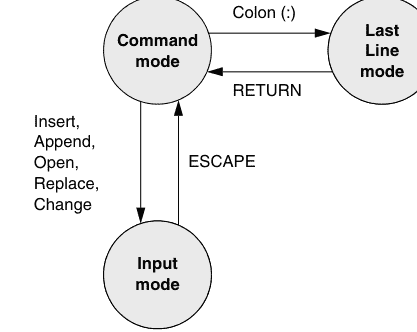 Colon (:)
Command
mode
Last
Line
mode
RETURN
Insert,
Append,
Open,
Replace,
Change
ESCAPE
Input
mode